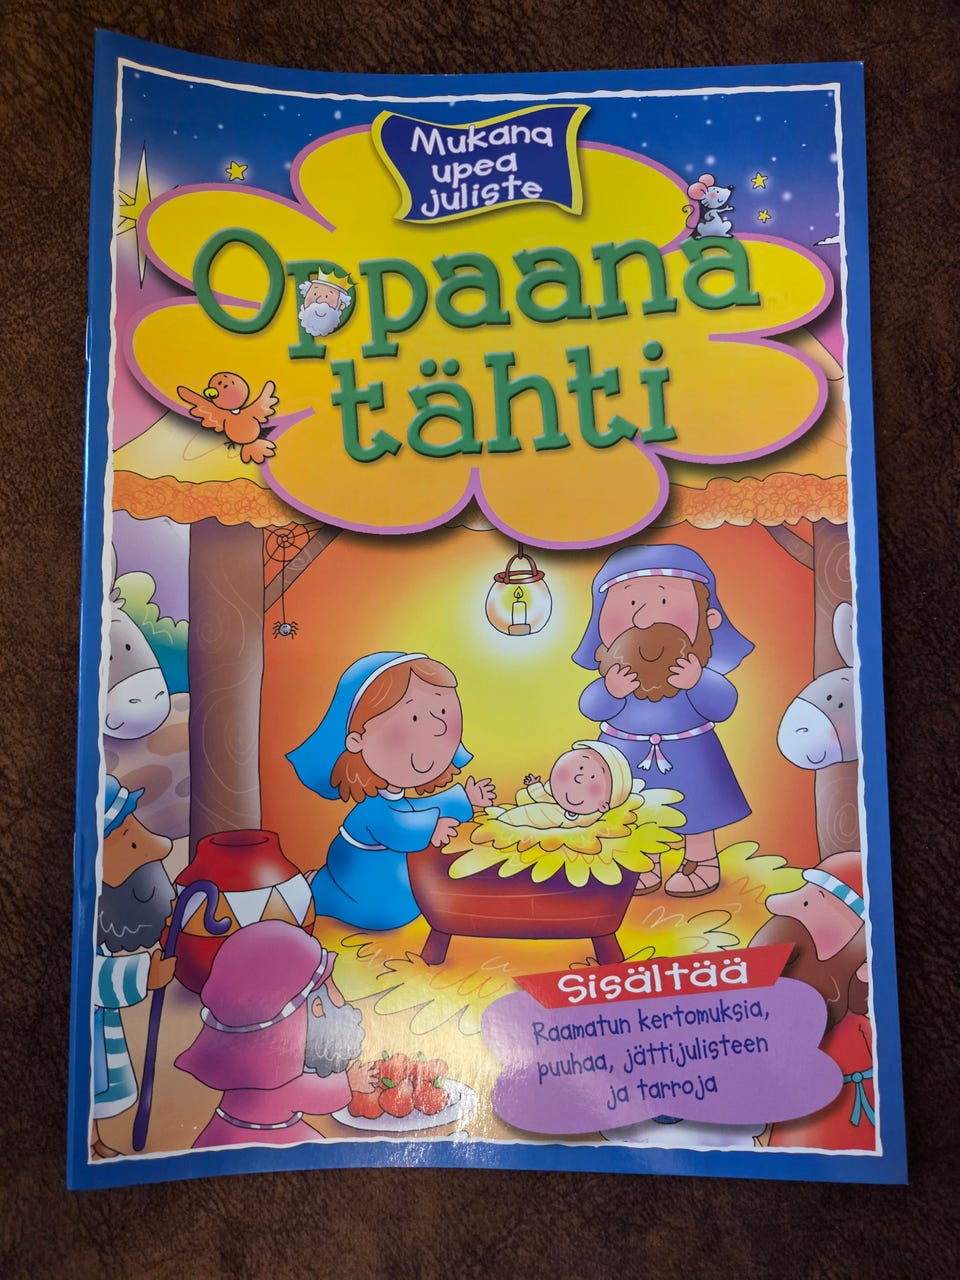 Mukana
upea
juliste
Oppaana
tähti
Sisältää
Raamatun kertomuksia,
puuhaa, jättijulisteen
ja tarroja